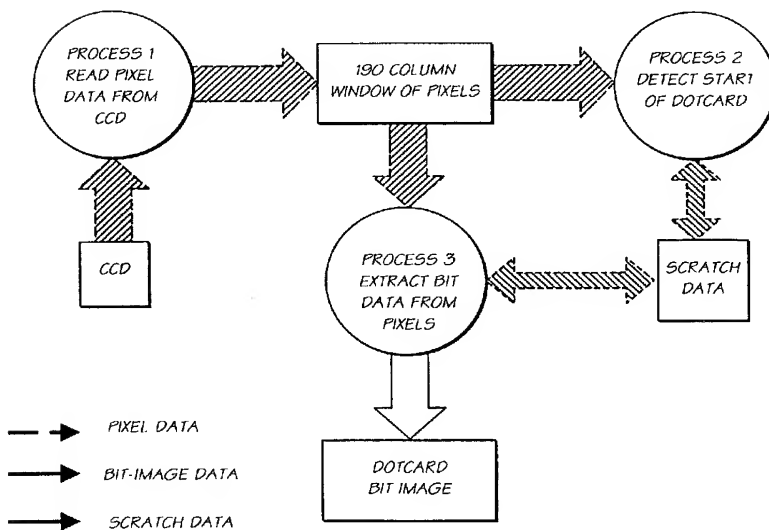 PROCESS 1
READ PIXEL
DATA FROM
CCD
190 COLUMN
WINDOW OF PIXELS
PROCESS 2
DETECT START
OF DOTCARD
CCD
PROCESS 3
EXTRACT BIT
DATA FROM
PIXELS
SCRATCH
DATA
DOTCARD
BIT IMAGE
PIXEL DATA
BIT-IMAGE DATA
SCRATCH DATA